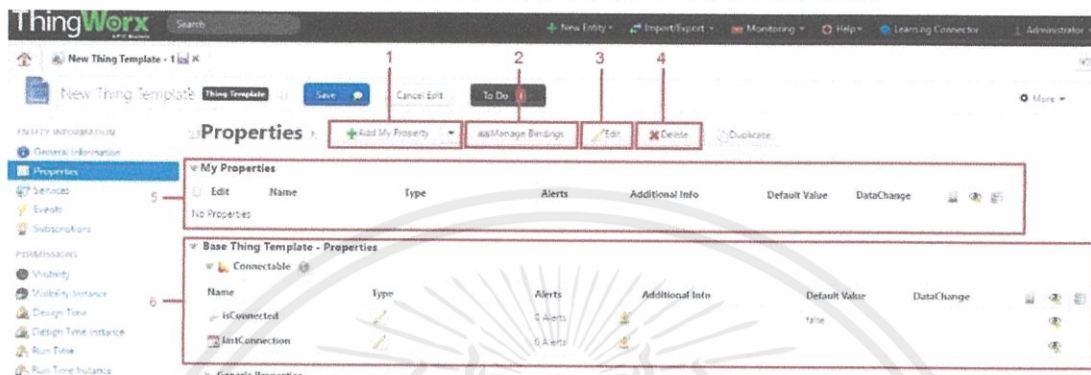 ThingWorx Search New Entity Import/Export Monitoring Help Learning Connector Administrator
New Thing Template - 1
1 2 3 4
New Thing Template Thing Template Save Cancel Edit To Do More
ENTITY INFORMATION
General Information
Properties
Services
Events
Subscriptions
PERMISSIONS
Visibility
Visibility Instance
Design Time
Design Time Instance
Run Time
Run Time Instance
Properties Add My Property Manage Bindings Edit Delete Duplicate
5
My Properties
Edit Name Type Alerts Additional Info Default Value DataChange
No Properties
6
Base Thing Template - Properties
Connectable
Name Type Alerts Additional Info Default Value DataChange
isConnected 0 Alerts false
lastConnection 0 Alerts
Generic Properties